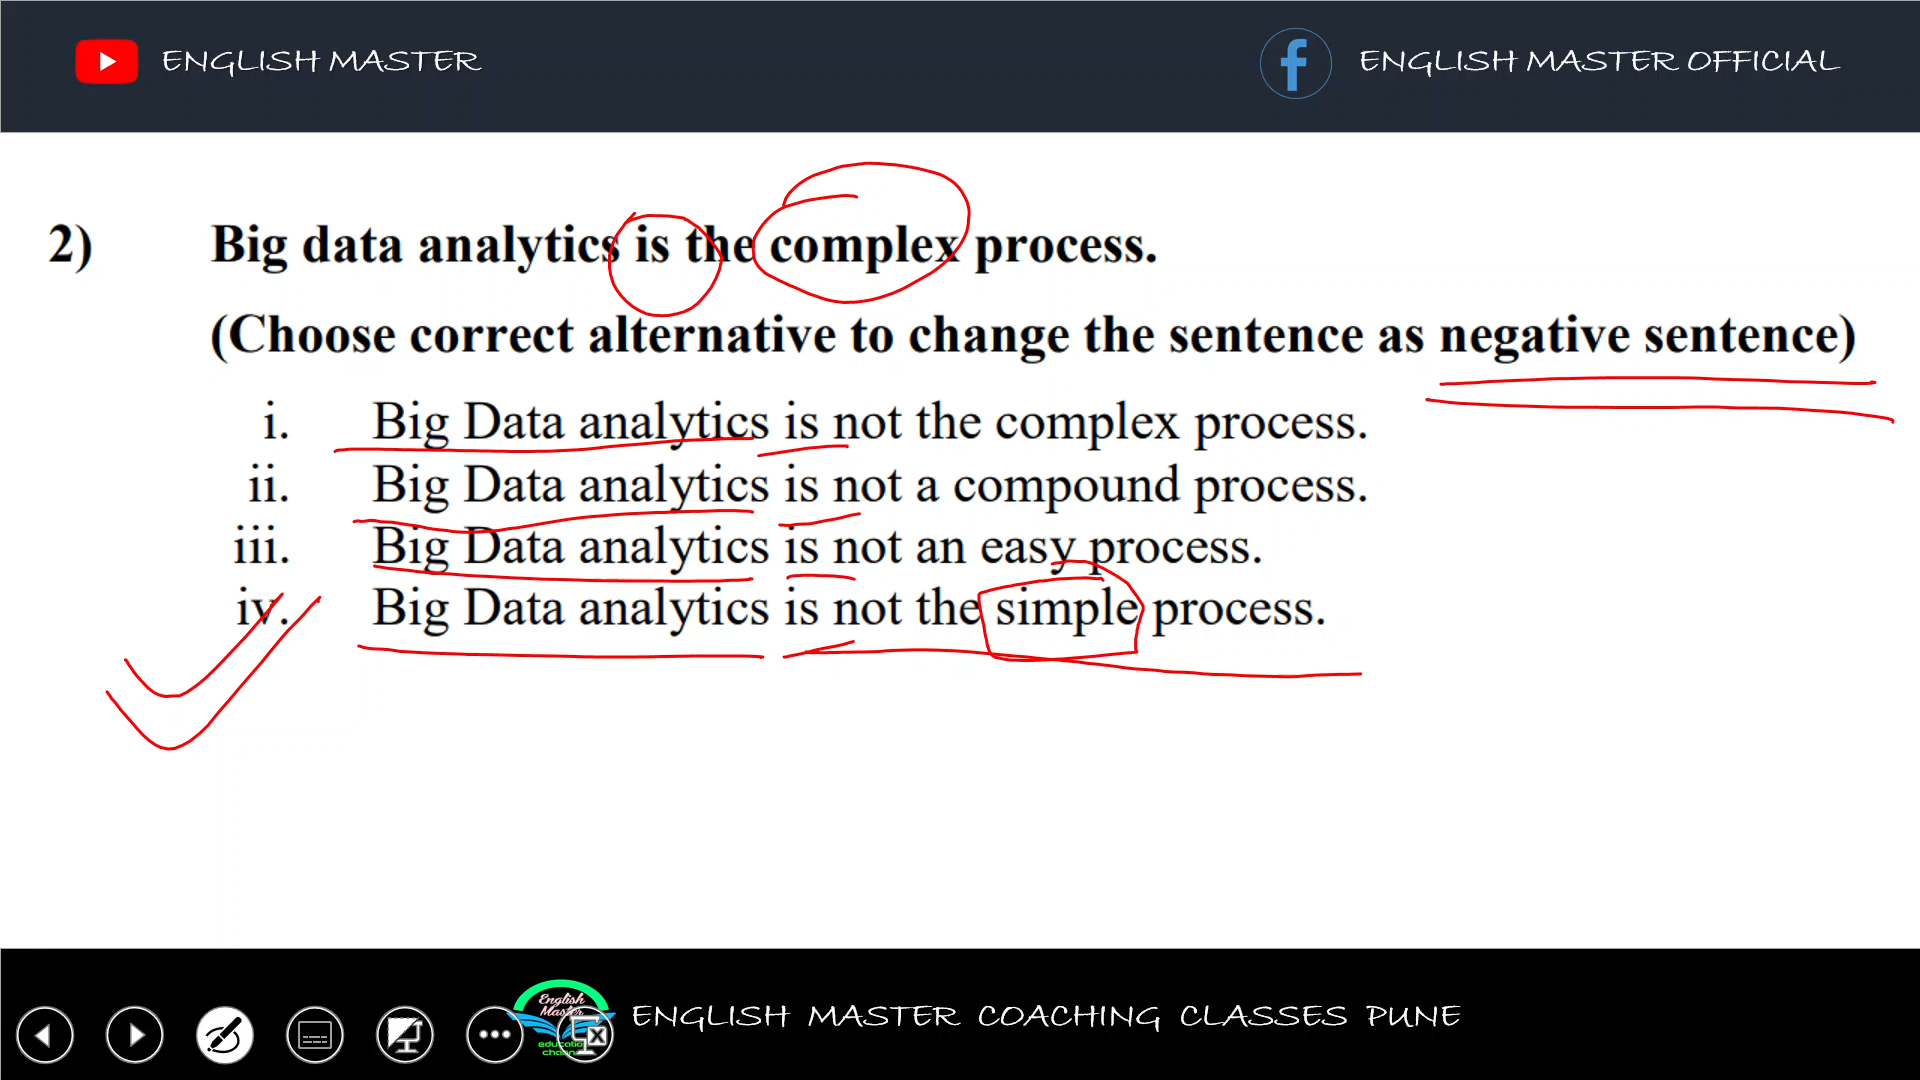 ENGLISH MASTER
ENGLISH MASTER OFFICIAL
2) Big data analytics is the complex process.
(Choose correct alternative to change the sentence as negative sentence)
i. Big Data analytics is not the complex process.
ii. Big Data analytics is not a compound process.
iii. Big Data analytics is not an easy process.
iv. Big Data analytics is not the simple process.
English
Master
ENGLISH MASTER COACHING CLASSES PUNE